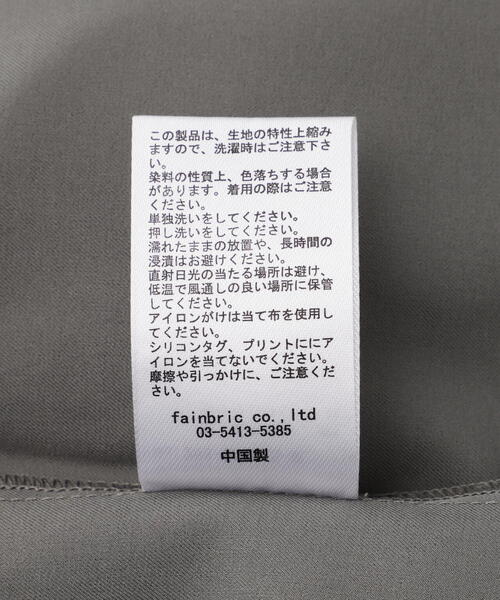 この製品は、生地の特性上縮み
ますので、洗濯時はご注意下さ
い。
染料の性質上、色落ちする場合
があります。着用の際はご注意
ください。
単独洗いをしてください。
押し洗いをしてください。
濡れたままの放置や、長時間の
浸漬はお避けください。
直射日光の当たる場所は避け、
低温で風通しの良い場所に保管
してください。
アイロンがけは当て布を使用し
てください。
シリコンタグ、プリントににア
イロンを当てないでください。
摩擦や引っかけに、ご注意くだ
さい。
fainbric co.,ltd
03-5413-5385
中国製